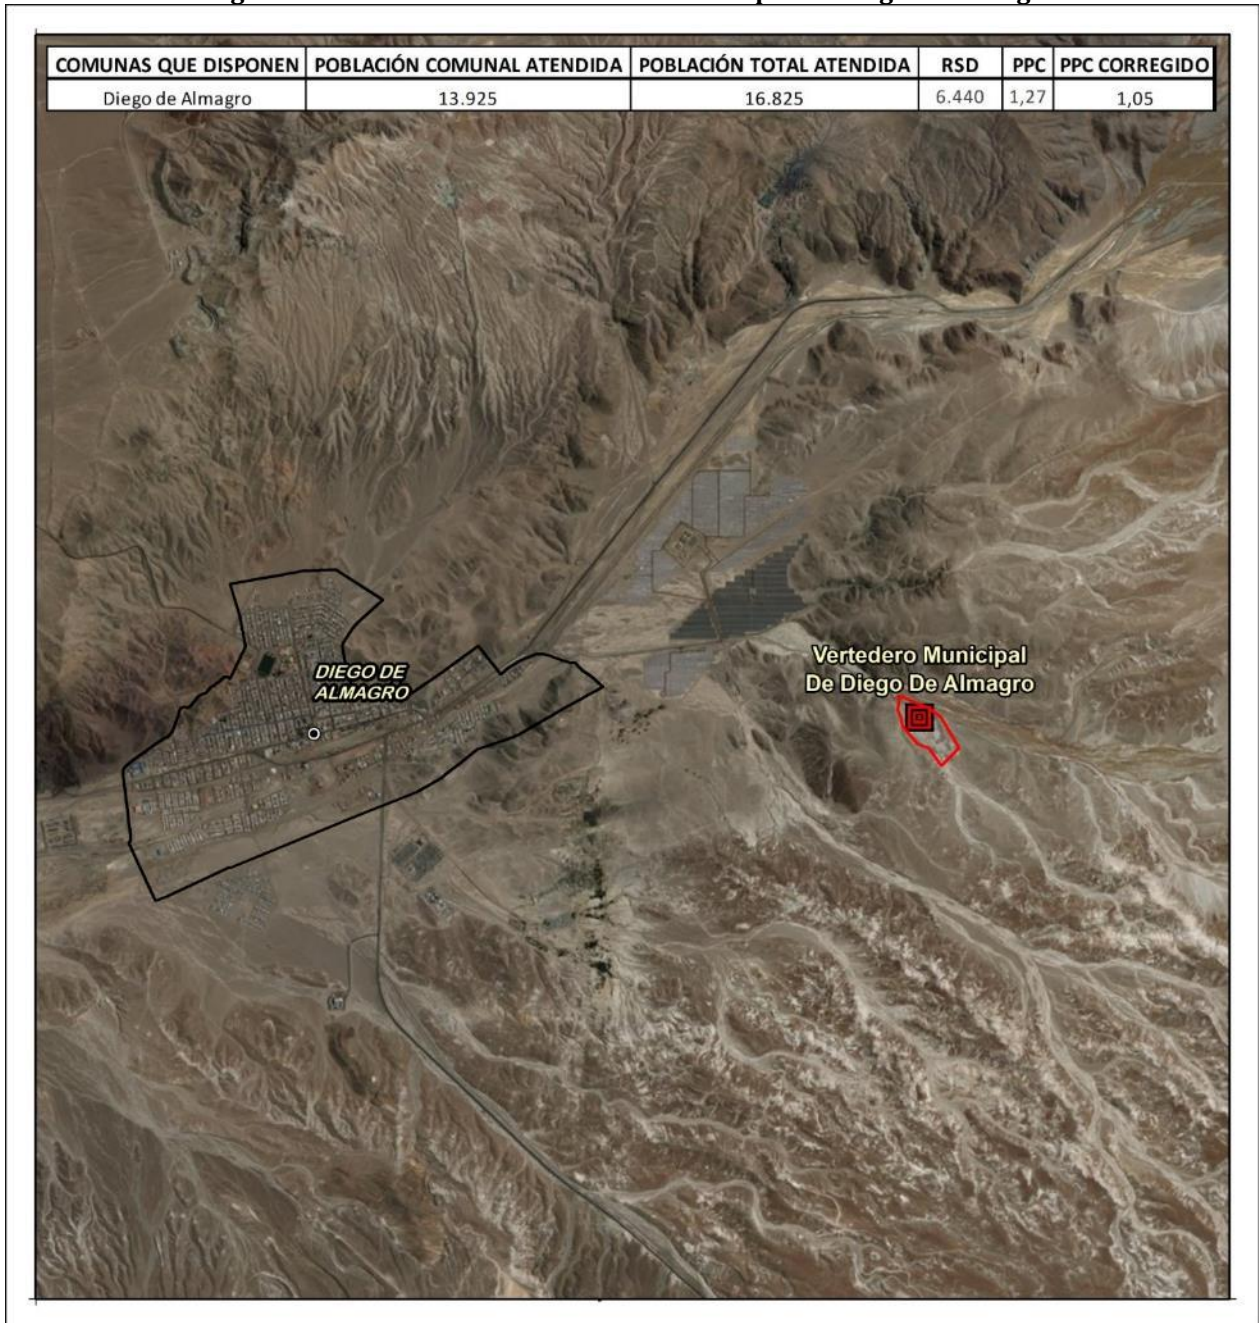 COMUNAS QUE DISPONEN POBLACIÓN COMUNAL ATENDIDA POBLACIÓN TOTAL ATENDIDA RSD PPC PPC CORREGIDO
Diego de Almagro 13.925 16.825 6.440 1,27 1,05
DIEGO DE
ALMAGRO
Vertedero Municipal
De Diego De Almagro